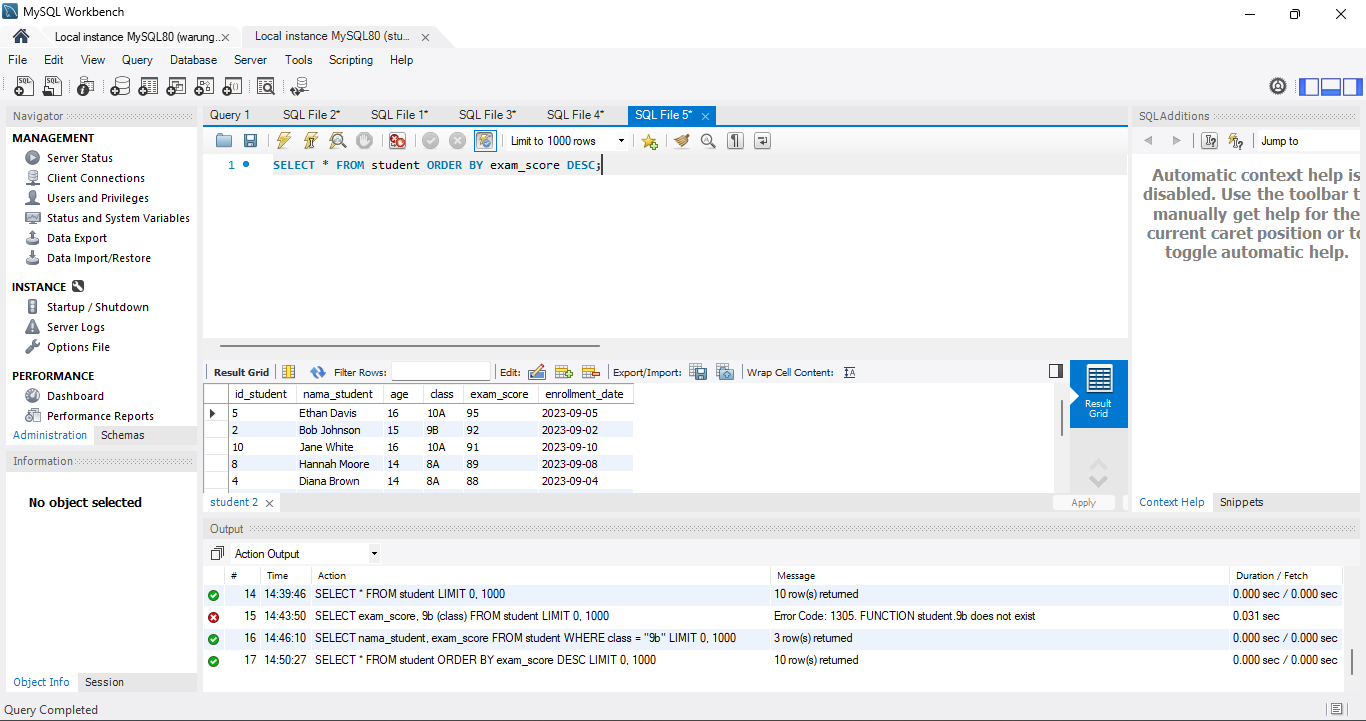 MySQL Workbench
Local instance MySQL80 (warung..
Local instance MySQL80 (stu...
File Edit View Query Database Server Tools Scripting Help
Navigator
MANAGEMENT
Server Status
Client Connections
Users and Privileges
Status and System Variables
Data Export
Data Import/Restore
INSTANCE
Startup / Shutdown
Server Logs
Options File
PERFORMANCE
Dashboard
Performance Reports
Administration Schemas
Information
No object selected
Object Info Session
Query 1 SQL File 2* SQL File 1* SQL File 3* SQL File 4* SQL File 5*
Limit to 1000 rows
1 SELECT * FROM student ORDER BY exam_score DESC;
Result Grid Filter Rows: Edit: Export/Import: Wrap Cell Content:
id_student nama_student age class exam_score enrollment_date
5 Ethan Davis 16 10A 95 2023-09-05
2 Bob Johnson 15 9B 92 2023-09-02
10 Jane White 16 10A 91 2023-09-10
8 Hannah Moore 14 8A 89 2023-09-08
4 Diana Brown 14 8A 88 2023-09-04
Result
Grid
student 2
Apply
SQLAdditions
Jump to
Automatic context help is
disabled. Use the toolbar t
manually get help for the
current caret position or to
toggle automatic help.
Context Help Snippets
Output
Action Output
# Time Action Message Duration / Fetch
14 14:39:46 SELECT * FROM student LIMIT 0, 1000 10 row(s) returned 0.000 sec / 0.000 sec
15 14:43:50 SELECT exam_score, 9b (class) FROM student LIMIT 0, 1000 Error Code: 1305. FUNCTION student.9b does not exist 0.031 sec
16 14:46:10 SELECT nama_student, exam_score FROM student WHERE class = "9b" LIMIT 0, 1000 3 row(s) returned 0.000 sec / 0.000 sec
17 14:50:27 SELECT * FROM student ORDER BY exam_score DESC LIMIT 0, 1000 10 row(s) returned 0.000 sec / 0.000 sec
Query Completed